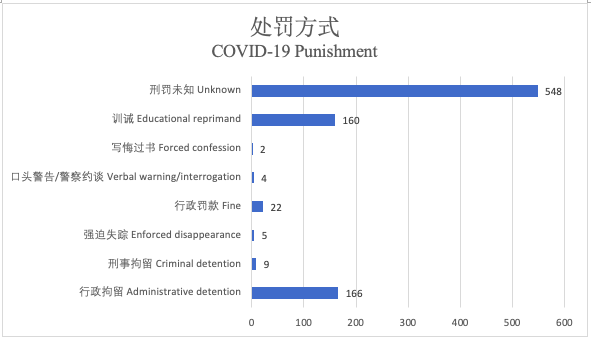 处罚方式
COVID-19 Punishment
刑罚未知 Unknown 548
训诫 Educational reprimand 160
写悔过书 Forced confession 2
口头警告/警察约谈 Verbal warning/interrogation 4
行政罚款 Fine 22
强迫失踪 Enforced disappearance 5
刑事拘留 Criminal detention 9
行政拘留 Administrative detention 166
0 100 200 300 400 500 600